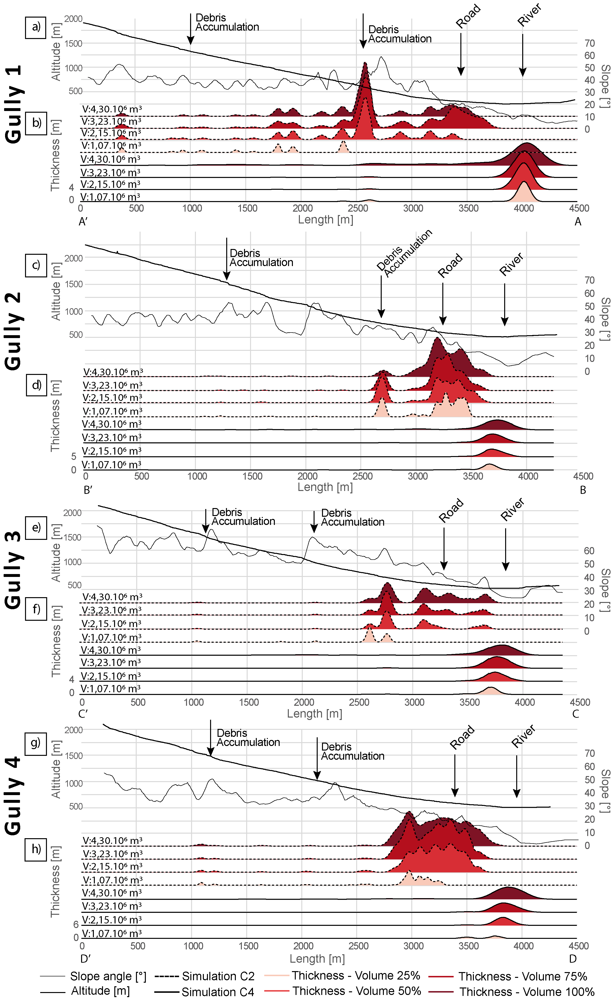 Gully 1
a)
Altitude [m]
2000
1500
1000
500
Debris
Accumulation
Debris
Accumulation
Road
River
70
60
50
40
30
20
10
0
Slope [°]
b)
Thickness [m]
V:4,30.10⁶ m³
V:3,23.10⁶ m³
V:2,15.10⁶ m³
V:1,07.10⁶ m³
V:4,30.10⁶ m³
V:3,23.10⁶ m³
V:2,15.10⁶ m³
V:1,07.10⁶ m³
4
0
0 500 1000 1500 2000 2500 3000 3500 4000 4500
A’ Length [m] A
Gully 2
c)
Altitude [m]
2000
1500
1000
500
Debris
Accumulation
Debris
Accumulation
Road
River
70
60
50
40
30
20
10
0
Slope [°]
d)
Thickness [m]
V:4,30.10⁶ m³
V:3,23.10⁶ m³
V:2,15.10⁶ m³
V:1,07.10⁶ m³
V:4,30.10⁶ m³
V:3,23.10⁶ m³
V:2,15.10⁶ m³
V:1,07.10⁶ m³
5
0
0 500 1000 1500 2000 2500 3000 3500 4000 4500
B’ Length [m] B
Gully 3
e)
Altitude [m]
2000
1500
1000
500
Debris
Accumulation
Debris
Accumulation
Road
River
60
50
40
30
20
10
0
Slope [°]
f)
Thickness [m]
V:4,30.10⁶ m³
V:3,23.10⁶ m³
V:2,15.10⁶ m³
V:1,07.10⁶ m³
V:4,30.10⁶ m³
V:3,23.10⁶ m³
V:2,15.10⁶ m³
V:1,07.10⁶ m³
4
0
0 500 1000 1500 2000 2500 3000 3500 4000 4500
C’ Length [m] C
Gully 4
g)
Altitude [m]
2000
1500
1000
500
Debris
Accumulation
Debris
Accumulation
Road
River
70
60
50
40
30
20
10
0
Slope [°]
h)
Thickness [m]
V:4,30.10⁶ m³
V:3,23.10⁶ m³
V:2,15.10⁶ m³
V:1,07.10⁶ m³
V:4,30.10⁶ m³
V:3,23.10⁶ m³
V:2,15.10⁶ m³
V:1,07.10⁶ m³
6
0
0 500 1000 1500 2000 2500 3000 3500 4000 4500
D’ Length [m] D
Slope angle [°] Simulation C2 Thickness - Volume 25% Thickness - Volume 75%
Altitude [m] Simulation C4 Thickness - Volume 50% Thickness - Volume 100%